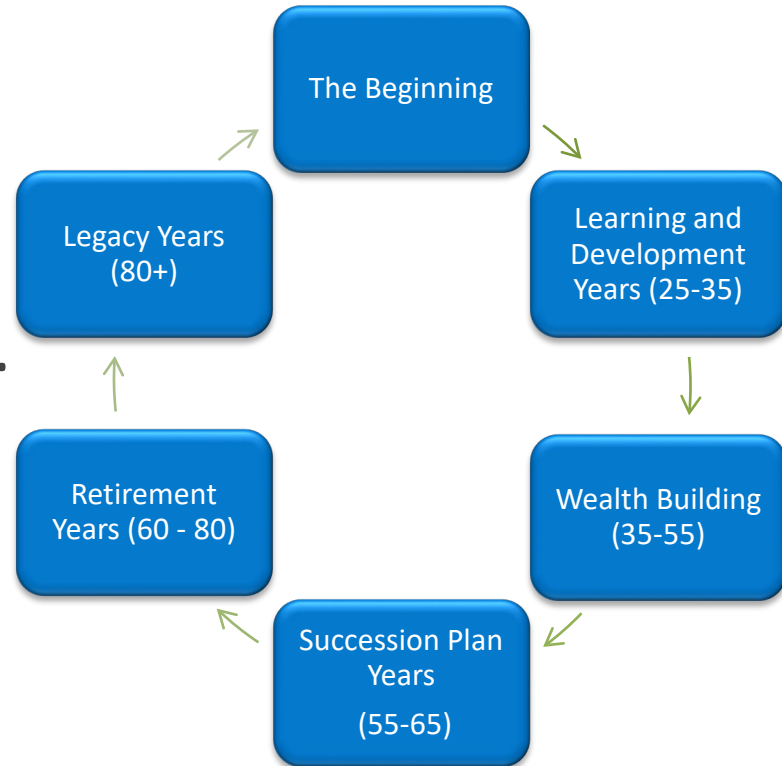 The Beginning
Learning and
Development
Years (25-35)
Wealth Building
(35-55)
Succession Plan
Years
(55-65)
Retirement
Years (60 - 80)
Legacy Years
(80+)